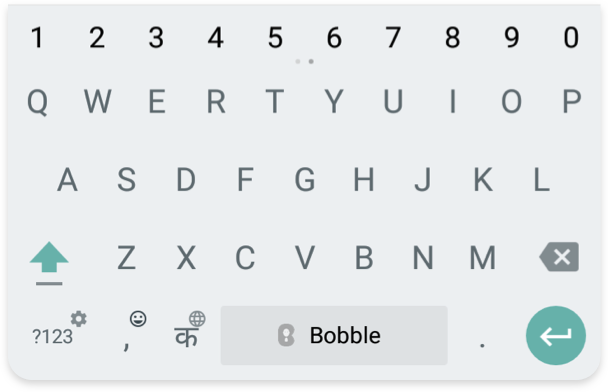 1 2 3 4 5 6 7 8 9 0
Q W E R T Y U I O P
A S D F G H J K L
Z X C V B N M
?123 , क Bobble .